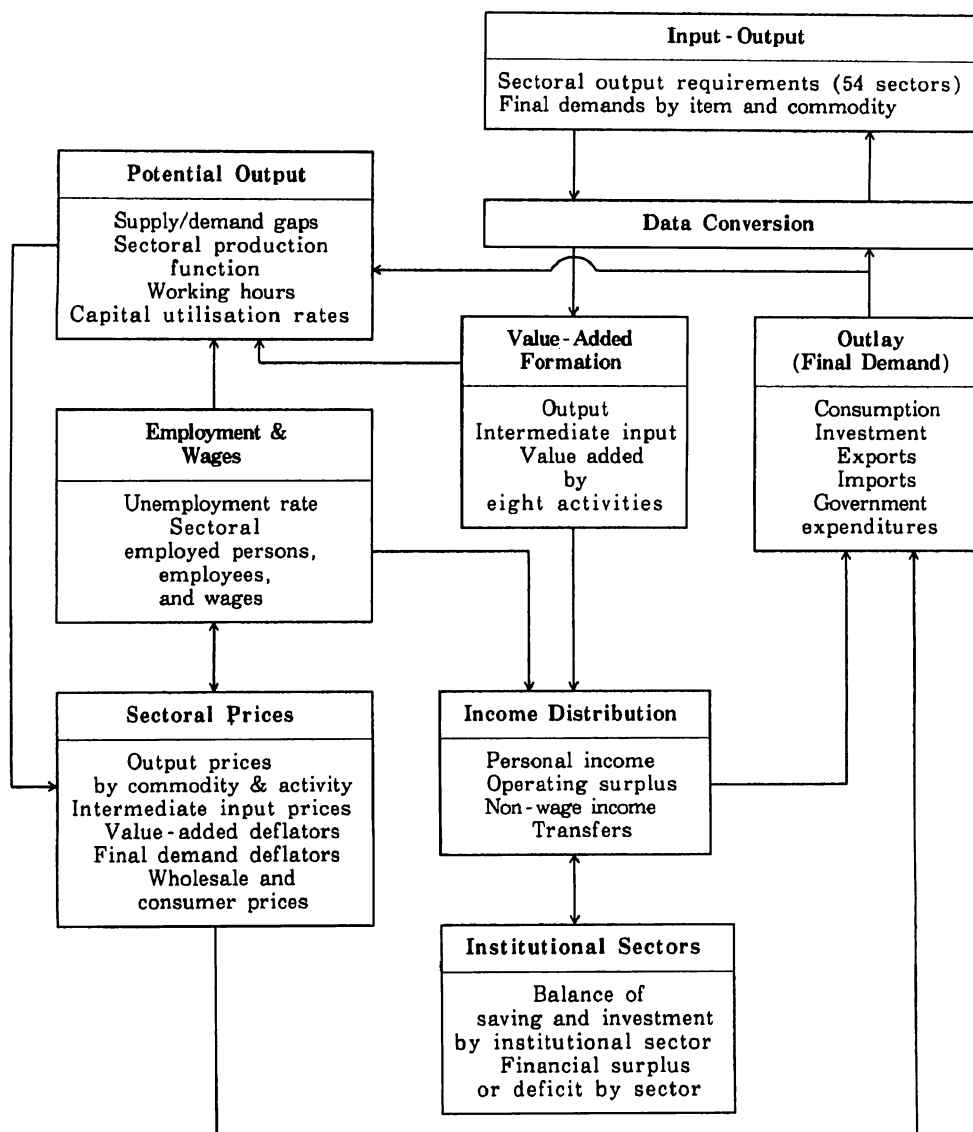 Input-Output
Sectoral output requirements (54 sectors)
Final demands by item and commodity
Potential Output
Supply/demand gaps
Sectoral production
function
Working hours
Capital utilisation rates
Data Conversion
Value-Added
Formation
Output
Intermediate input
Value added
by
eight activities
Outlay
(Final Demand)
Consumption
Investment
Exports
Imports
Government
expenditures
Employment &
Wages
Unemployment rate
Sectoral
employed persons,
employees,
and wages
Sectoral Prices
Output prices
by commodity & activity
Intermediate input prices
Value-added deflators
Final demand deflators
Wholesale and
consumer prices
Income Distribution
Personal income
Operating surplus
Non-wage income
Transfers
Institutional Sectors
Balance of
saving and investment
by institutional sector
Financial surplus
or deficit by sector